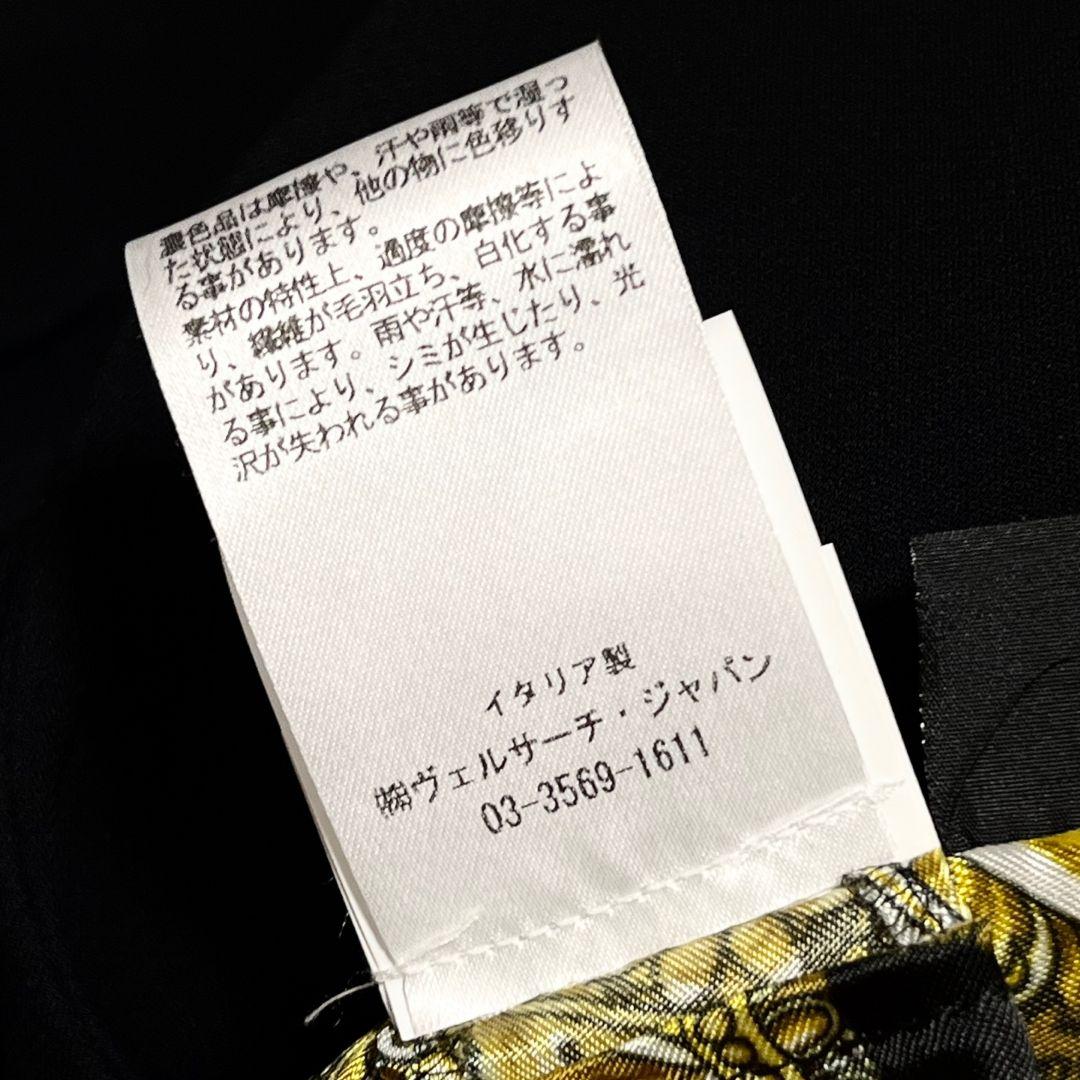 濃色品は摩擦や、汗や雨等で湿っ
た状態により、他の物に色移りす
る事があります。
素材の特性上、過度の摩擦等によ
り、繊維が毛羽立ち、白化する事
があります。雨や汗等、水に濡れ
る事により、シミが生じたり、光
沢が失われる事があります。
イタリア製
㈱ヴェルサーチ・ジャパン
03-3569-1611